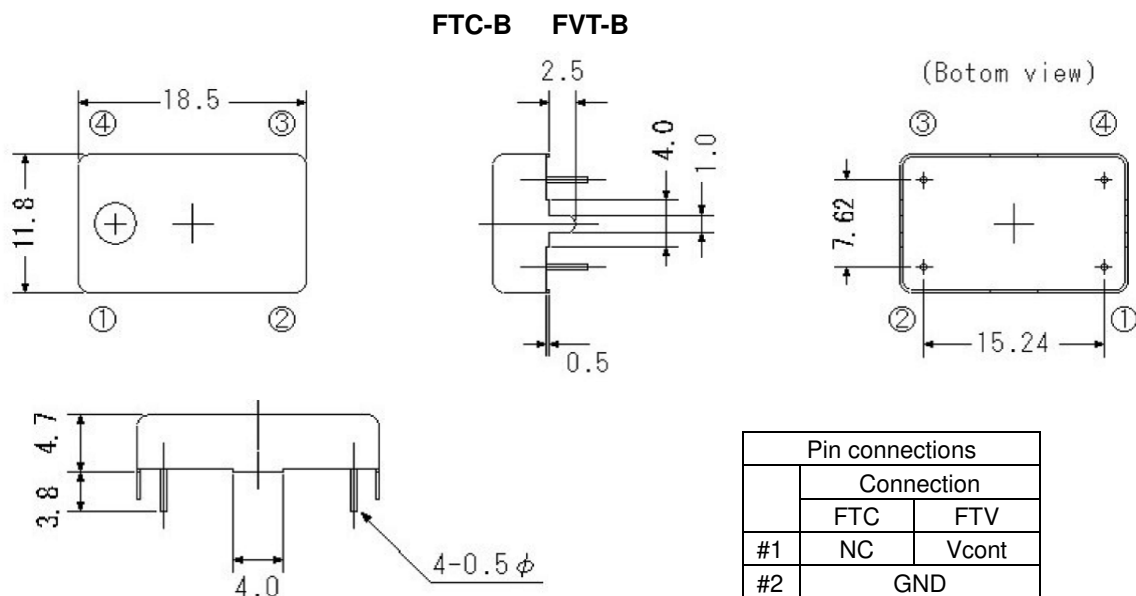 FTC-B FVT-B
2.5
(Botom view)
18.5
④ ③
4.0
1.0
③ ④
11.8
7.62
① ②
② ①
15.24
0.5
4.7
3.8
4.0
4-0.5φ
Pin connections
Connection
FTC FTV
#1 NC Vcont
#2 GND